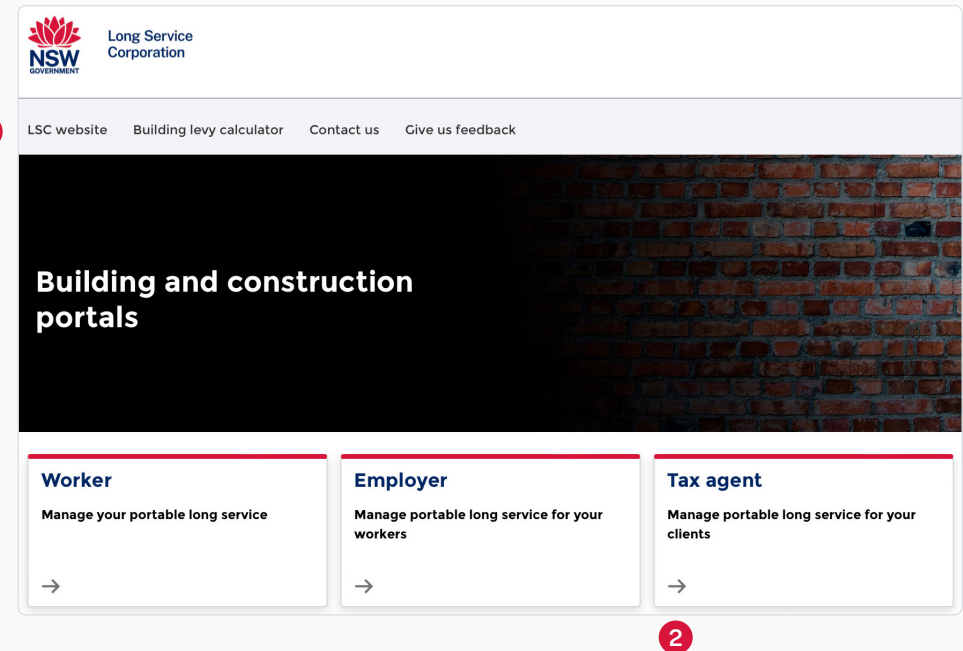 NSW
GOVERNMENT
Long Service
Corporation
LSC website Building levy calculator Contact us Give us feedback
Building and construction
portals
Worker
Manage your portable long service
Employer
Manage portable long service for your
workers
Tax agent
Manage portable long service for your
clients
2